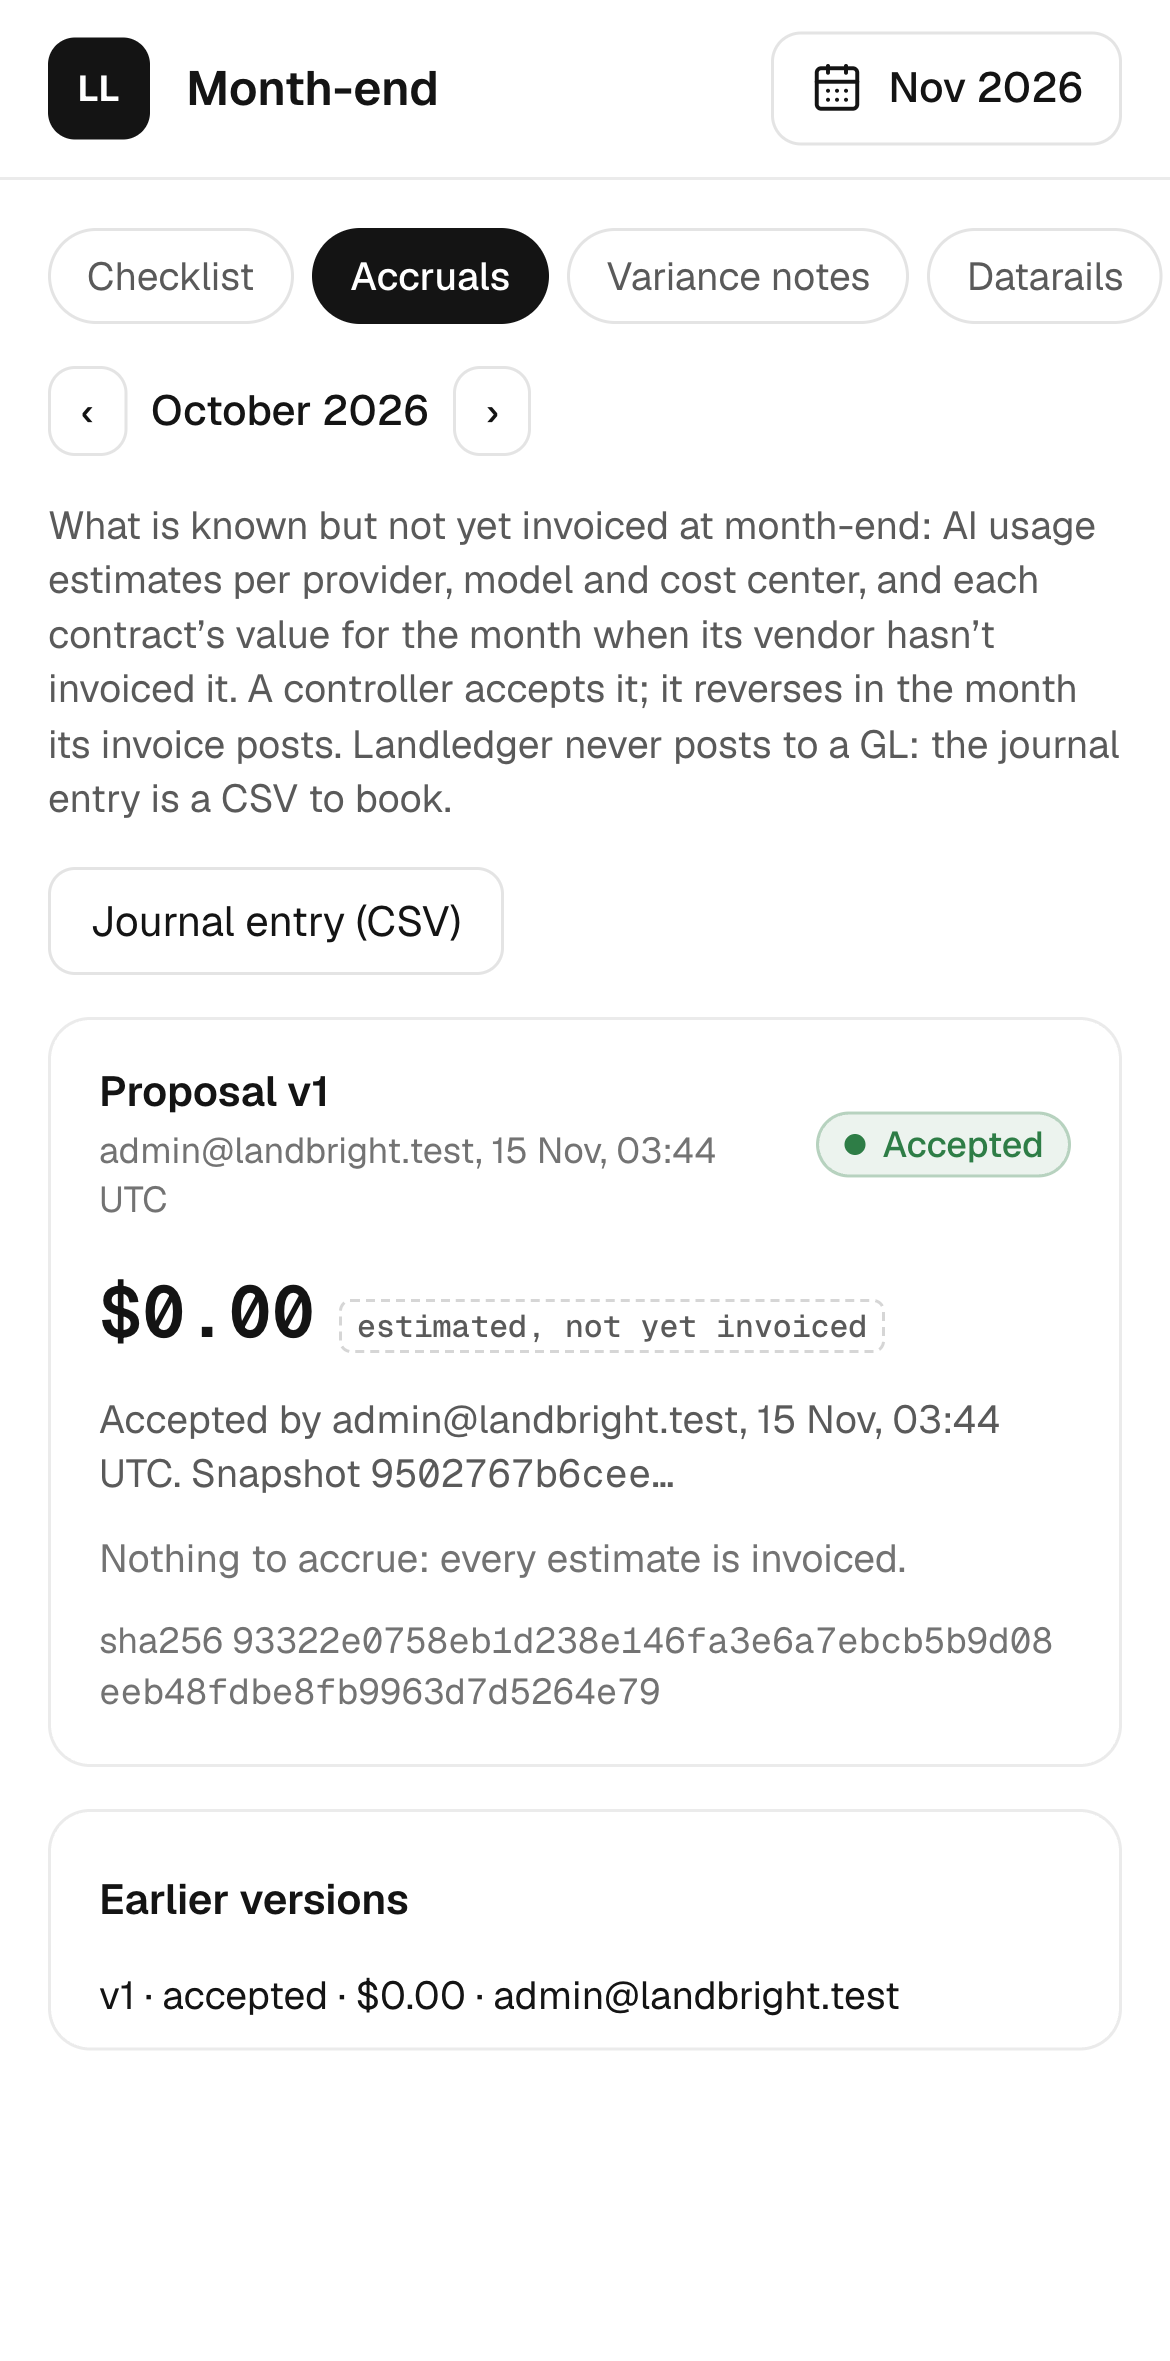 LL
Month-end
Nov 2026
Checklist
Accruals
Variance notes
Datarails
‹
October 2026
›
What is known but not yet invoiced at month-end: AI usage
estimates per provider, model and cost center, and each
contract’s value for the month when its vendor hasn’t
invoiced it. A controller accepts it; it reverses in the month
its invoice posts. Landledger never posts to a GL: the journal
entry is a CSV to book.
Journal entry (CSV)
Proposal v1
admin@landbright.test, 15 Nov, 03:44
UTC
Accepted
$0.00
estimated, not yet invoiced
Accepted by admin@landbright.test, 15 Nov, 03:44
UTC. Snapshot 9502767b6cee…
Nothing to accrue: every estimate is invoiced.
sha256 93322e0758eb1d238e146fa3e6a7ebcb5b9d08
eeb48fdbe8fb9963d7d5264e79
Earlier versions
v1 · accepted · $0.00 · admin@landbright.test